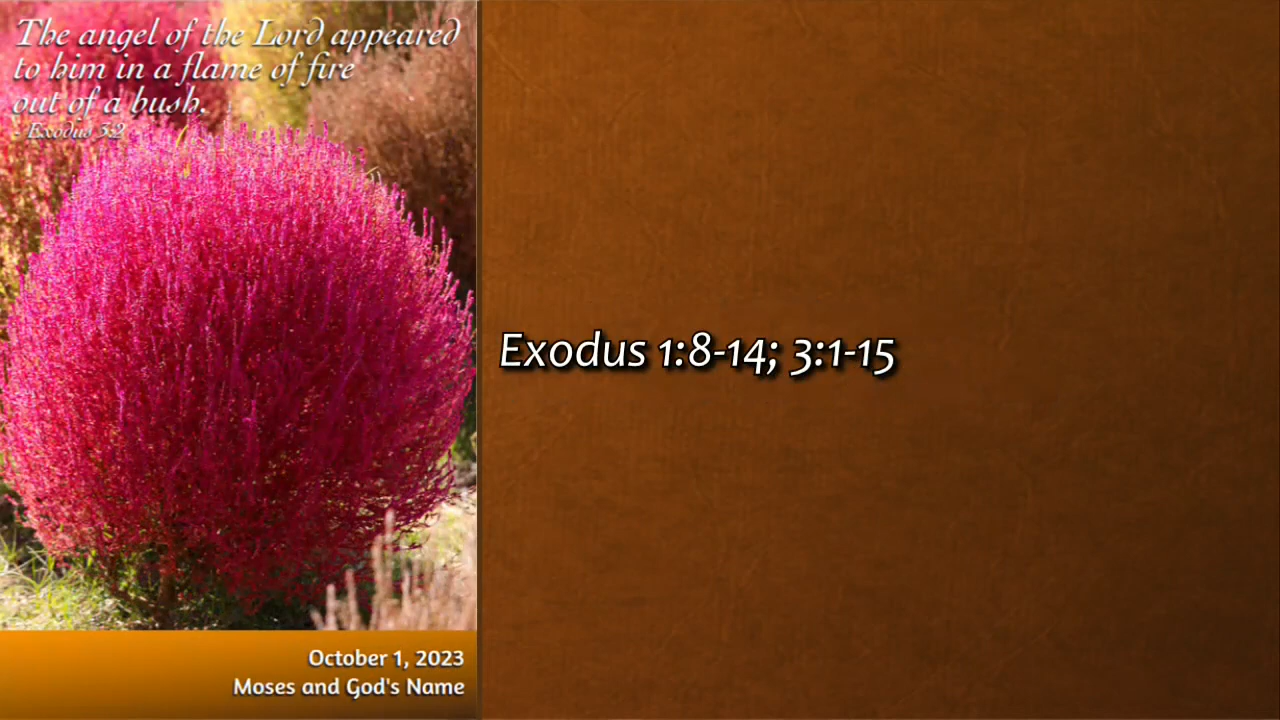 The angel of the Lord appeared
to him in a flame of fire
out of a bush.
- Exodus 3:2
Exodus 1:8-14; 3:1-15
October 1, 2023
Moses and God's Name